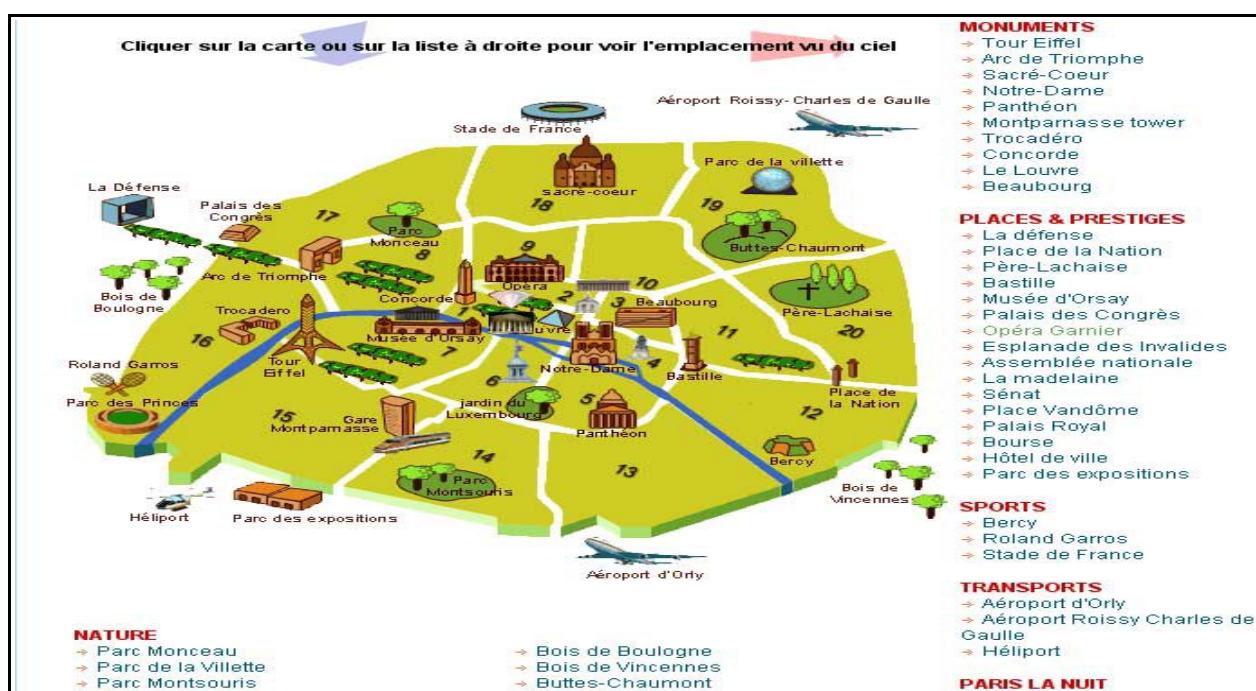 Cliquer sur la carte ou sur la liste à droite pour voir l'emplacement vu du ciel
Aéroport Roissy-Charles de Gaulle
Stade de France
Parc de la villette
sacré-coeur
La Défense
Palais des
Congrès
17
18
19
Parc
Monceau
Buttes-Chaumont
8
9
Arc de Triomphe
Opéra
10
Bois de
Boulogne
Concorde
2
3
Beaubourg
Père-Lachaise
Trocadero
1
uvre
11
20
16
Musée d'Orsay
7
4
Tour
Eiffel
Notre-Dame
Bastille
Roland Garros
6
Place de
la Nation
Parc des Princes
jardin du
Luxembourg
5
12
15
Gare
Montparnasse
Panthéon
14
13
Bercy
Parc
Montsouris
Bois de
Vincennes
Héliport
Parc des expositions
Aéroport d'Orly
MONUMENTS
→ Tour Eiffel
→ Arc de Triomphe
→ Sacré-Coeur
→ Notre-Dame
→ Panthéon
→ Montparnasse tower
→ Trocadéro
→ Concorde
→ Le Louvre
→ Beaubourg
PLACES & PRESTIGES
→ La défense
→ Place de la Nation
→ Père-Lachaise
→ Bastille
→ Musée d'Orsay
→ Palais des Congrès
→ Opéra Garnier
→ Esplanade des Invalides
→ Assemblée nationale
→ La madelaine
→ Sénat
→ Place Vandôme
→ Palais Royal
→ Bourse
→ Hôtel de ville
→ Parc des expositions
SPORTS
→ Bercy
→ Roland Garros
→ Stade de France
TRANSPORTS
→ Aéroport d'Orly
→ Aéroport Roissy Charles de
Gaulle
→ Héliport
PARIS LA NUIT
NATURE
→ Parc Monceau
→ Parc de la Villette
→ Parc Montsouris
→ Bois de Boulogne
→ Bois de Vincennes
→ Buttes-Chaumont